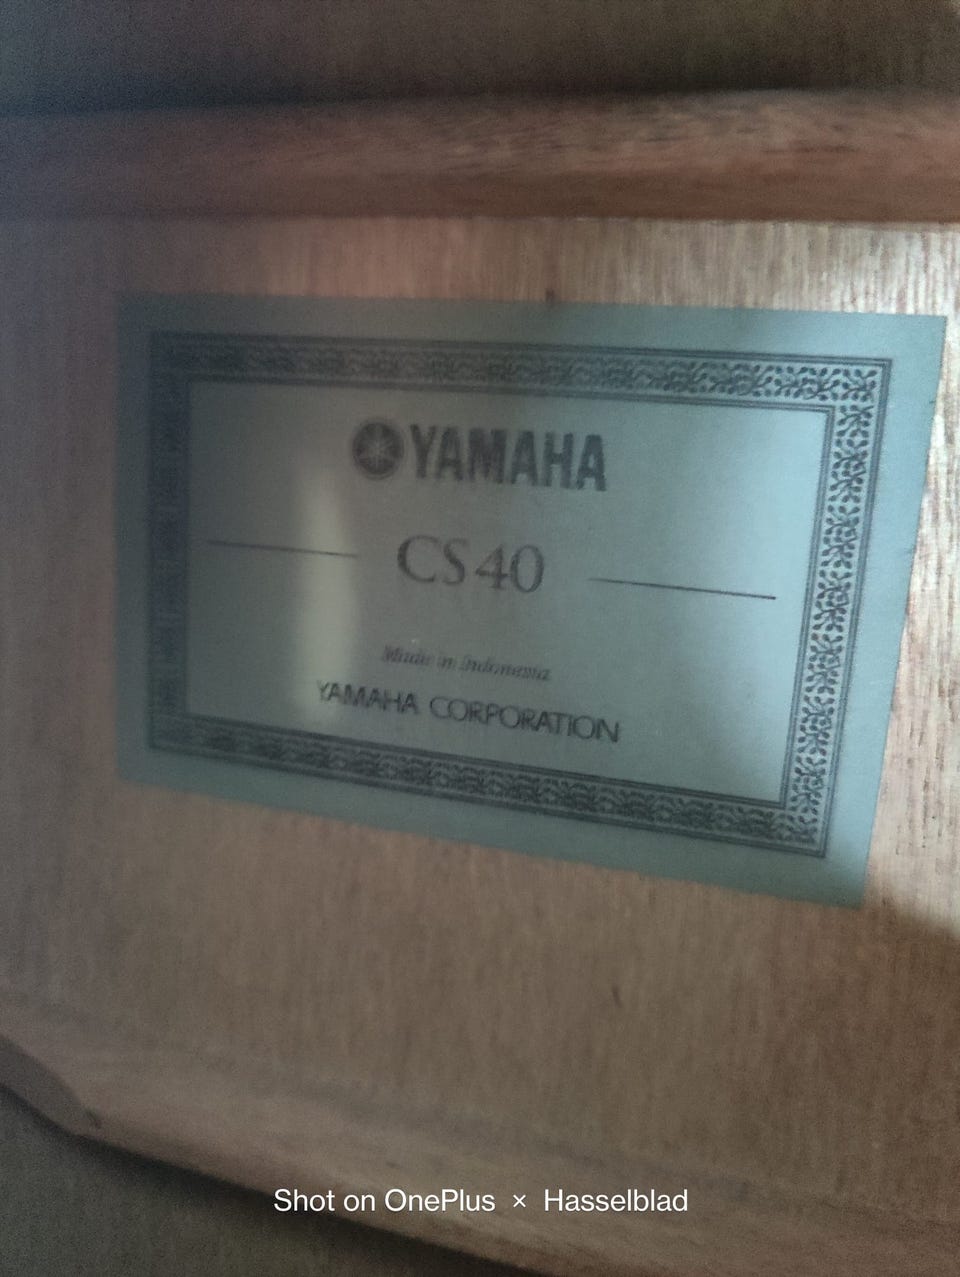 YAMAHA
CS40
Made in Indonesia
YAMAHA CORPORATION
Shot on OnePlus × Hasselblad